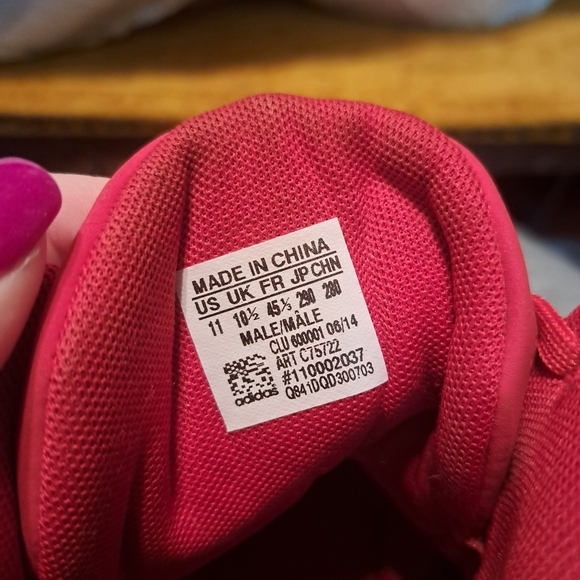 MADE IN CHINA
US UK FR JP CHN
11 10½ 45⅓ 290 280
MALE/MÂLE
CLU 600001 08/14
ART C75722
#110002037
Q841DQD300703
adidas